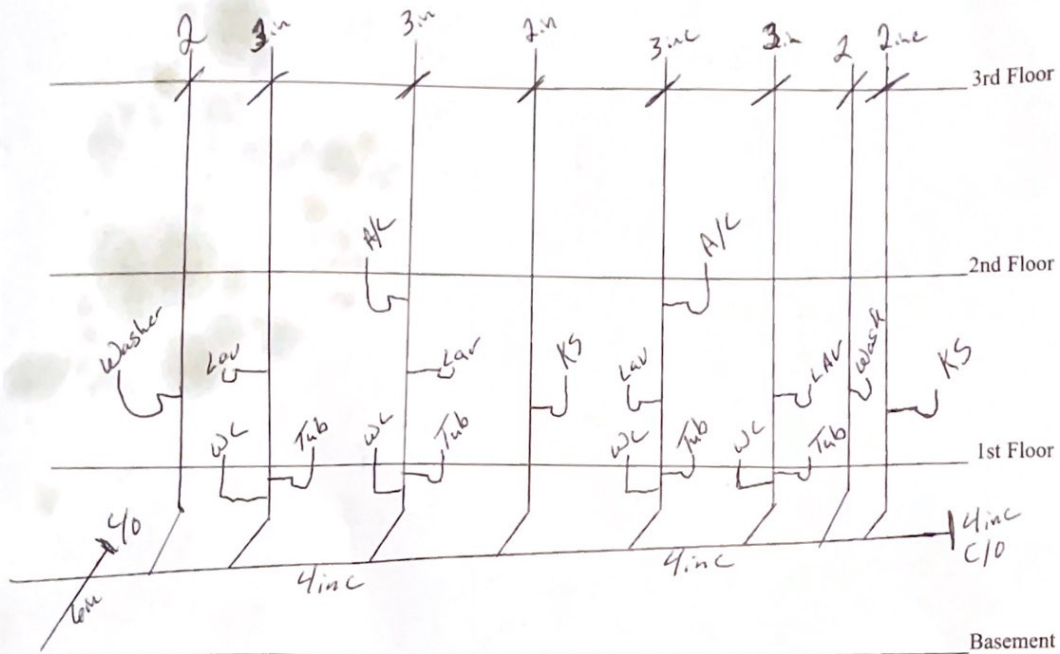 2 3in 3in 2in 3inc 3in 2 2inc
3rd Floor
A/C A/C
2nd Floor
Washer Lav Lav KS Lav LAV Wash KS
WC Tub WC Tub WC Tub WC Tub
1st Floor
C/O 4inc
C/O
4inc 4inc
Basement